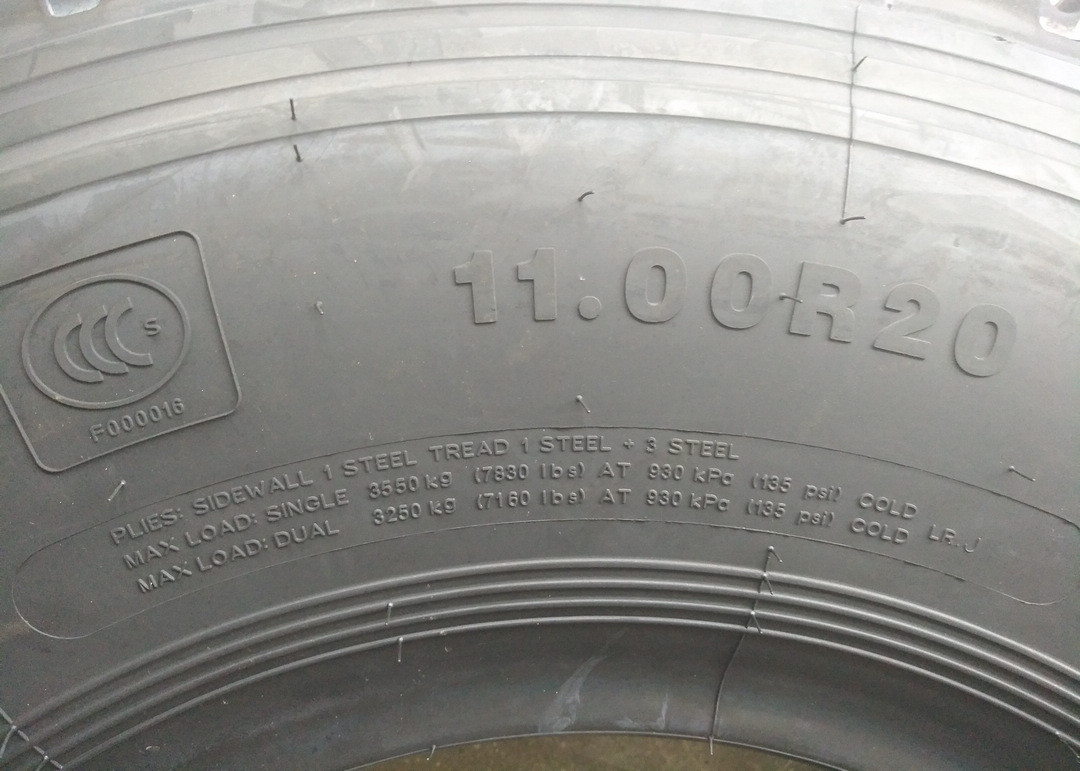 11.00R20
CCC S
F000016
PLIES: SIDEWALL 1 STEEL TREAD 1 STEEL + 3 STEEL
MAX LOAD: SINGLE 3550 kg (7830 lbs) AT 930 kPa (135 psi) COLD LR. J
MAX LOAD: DUAL 3250 kg (7160 lbs) AT 930 kPa (135 psi) COLD